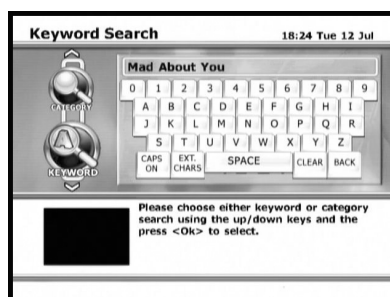 Keyword Search
18:24 Tue 12 Jul
Mad About You
0 1 2 3 4 5 6 7 8 9
CATEGORY
A B C D E F G H I
J K L M N O P Q R
S T U V W X Y Z
CAPS ON EXT. CHARS SPACE CLEAR BACK
A
KEYWORD
Please choose either keyword or category
search using the up/down keys and the
press <Ok> to select.